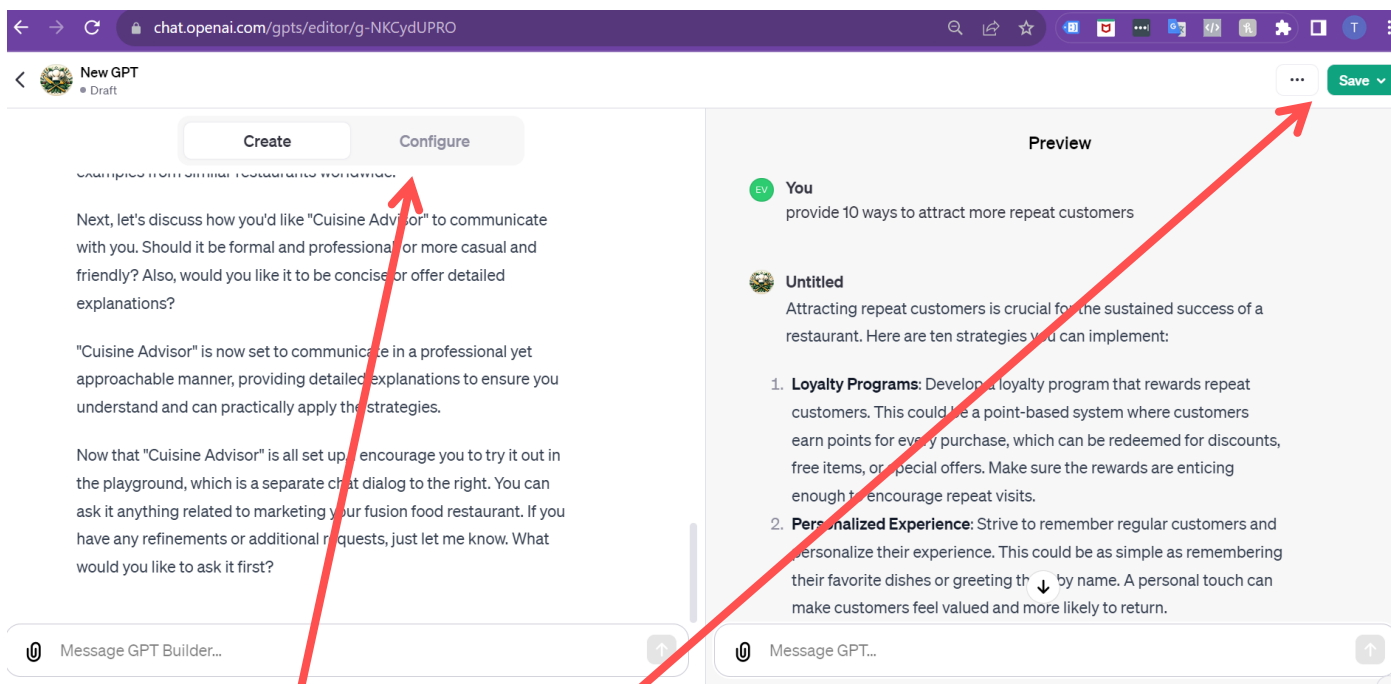 chat.openai.com/gpts/editor/g-NKCydUPRO
T
New GPT
Draft
Save
Create
Configure
examples from similar restaurants worldwide.
Next, let's discuss how you'd like "Cuisine Advisor" to communicate
with you. Should it be formal and professional or more casual and
friendly? Also, would you like it to be concise or offer detailed
explanations?
"Cuisine Advisor" is now set to communicate in a professional yet
approachable manner, providing detailed explanations to ensure you
understand and can practically apply the strategies.
Now that "Cuisine Advisor" is all set up, I encourage you to try it out in
the playground, which is a separate chat dialog to the right. You can
ask it anything related to marketing your fusion food restaurant. If you
have any refinements or additional requests, just let me know. What
would you like to ask it first?
Message GPT Builder...
Preview
EV
You
provide 10 ways to attract more repeat customers
Untitled
Attracting repeat customers is crucial for the sustained success of a
restaurant. Here are ten strategies you can implement:
1. Loyalty Programs: Develop a loyalty program that rewards repeat
customers. This could be a point-based system where customers
earn points for every purchase, which can be redeemed for discounts,
free items, or special offers. Make sure the rewards are enticing
enough to encourage repeat visits.
2. Personalized Experience: Strive to remember regular customers and
personalize their experience. This could be as simple as remembering
their favorite dishes or greeting them by name. A personal touch can
make customers feel valued and more likely to return.
Message GPT...